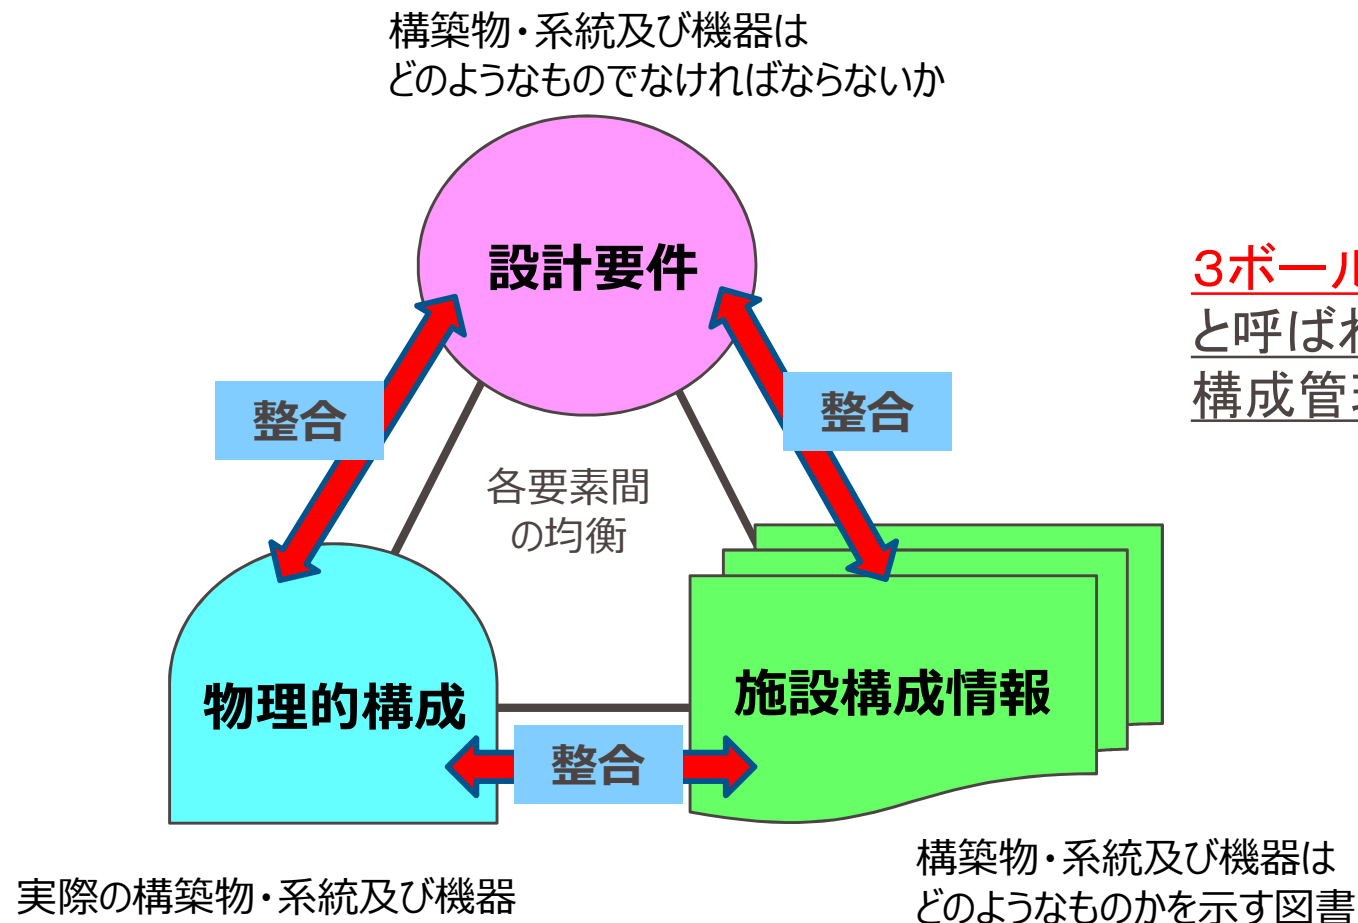 構築物・系統及び機器は
どのようなものでなければならないか
設計要件
3ボール
と呼ば
構成管
整合
整合
各要素間
の均衡
物理的構成
施設構成情報
整合
実際の構築物・系統及び機器
構築物・系統及び機器は
どのようなものかを示す図書